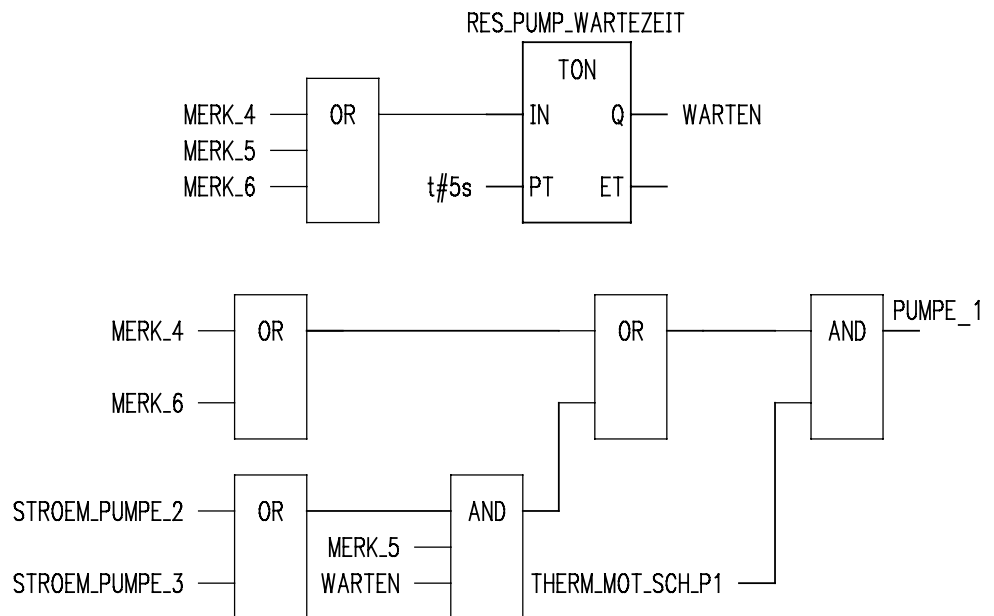 RES_PUMP_WARTEZEIT
TON
MERK_4 OR IN Q WARTEN
MERK_5
MERK_6 t#5s PT ET
PUMPE_1
MERK_4 OR OR AND
MERK_6
STROEM_PUMPE_2 OR AND
MERK_5
STROEM_PUMPE_3 WARTEN THERM_MOT_SCH_P1